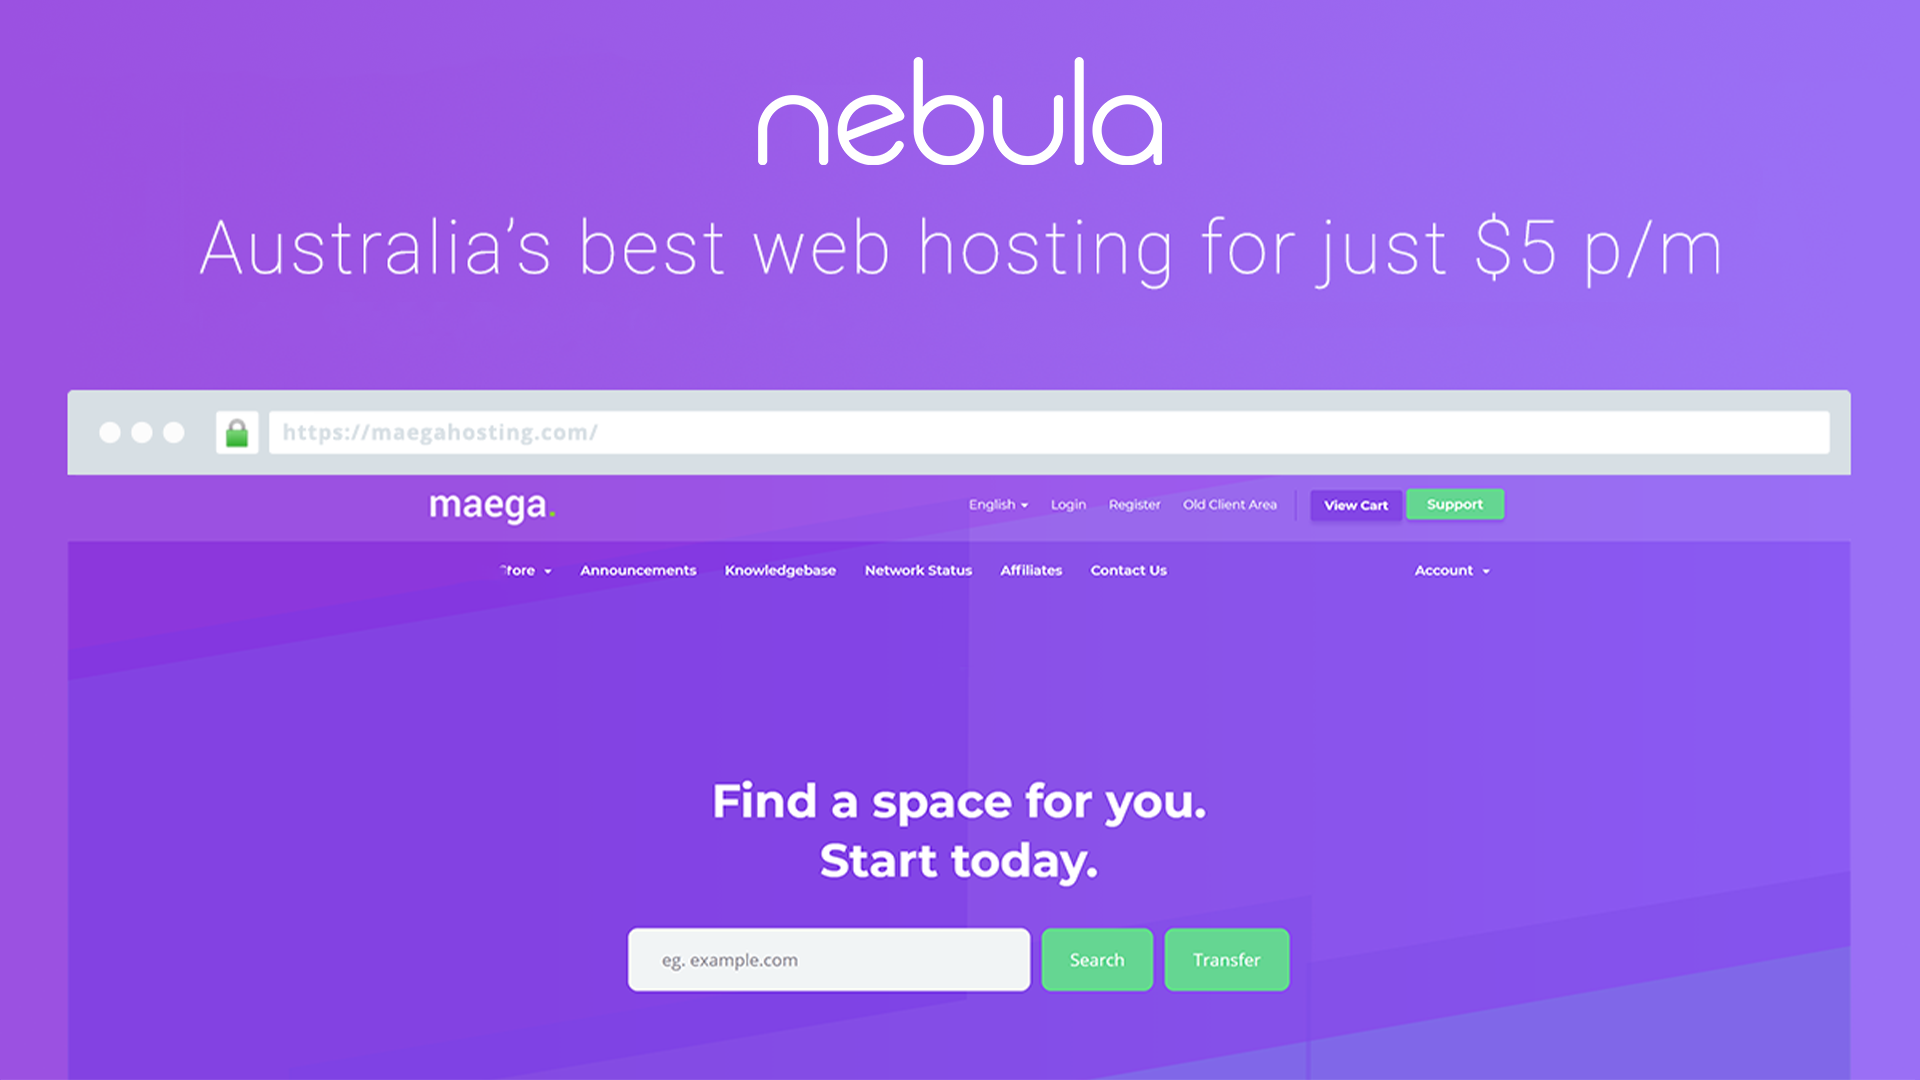 nebula
Australia's best web hosting for just $5 p/m
https://maegahosting.com/
maega.
English Login Register Old Client Area View Cart Support
Announcements Knowledgebase Network Status Affiliates Contact Us Account
Find a space for you.
Start today.
eg. example.com Search Transfer